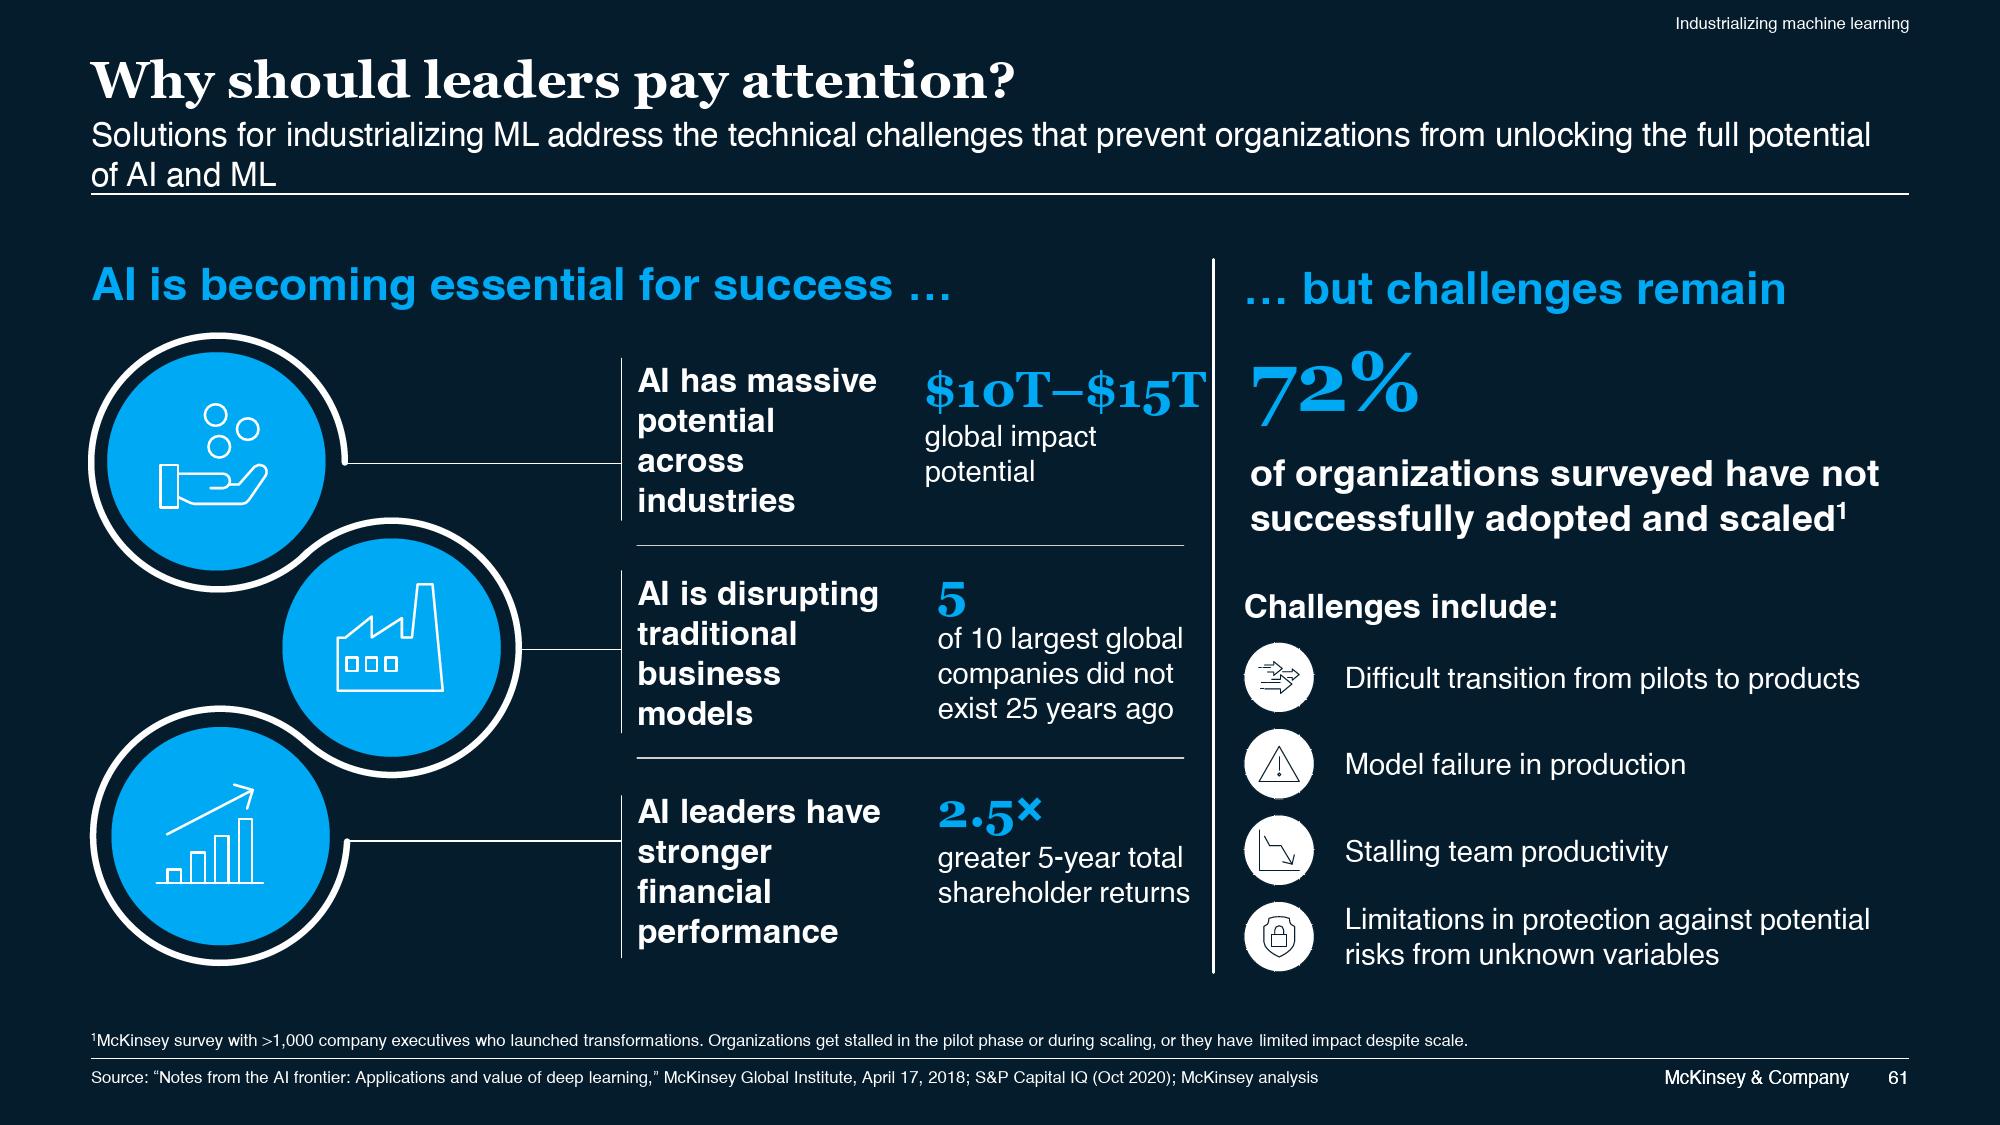 Industrializing machine learning
Why should leaders pay attention?
Solutions for industrializing ML address the technical challenges that prevent organizations from unlocking the full potential
of AI and ML
AI is becoming essential for success …
AI has massive
potential
across
industries
$10T–$15T
global impact
potential
AI is disrupting
traditional
business
models
5
of 10 largest global
companies did not
exist 25 years ago
AI leaders have
stronger
financial
performance
2.5×
greater 5-year total
shareholder returns
… but challenges remain
72%
of organizations surveyed have not
successfully adopted and scaled¹
Challenges include:
Difficult transition from pilots to products
Model failure in production
Stalling team productivity
Limitations in protection against potential
risks from unknown variables
¹McKinsey survey with >1,000 company executives who launched transformations. Organizations get stalled in the pilot phase or during scaling, or they have limited impact despite scale.
Source: “Notes from the AI frontier: Applications and value of deep learning,” McKinsey Global Institute, April 17, 2018; S&P Capital IQ (Oct 2020); McKinsey analysis
McKinsey & Company 61